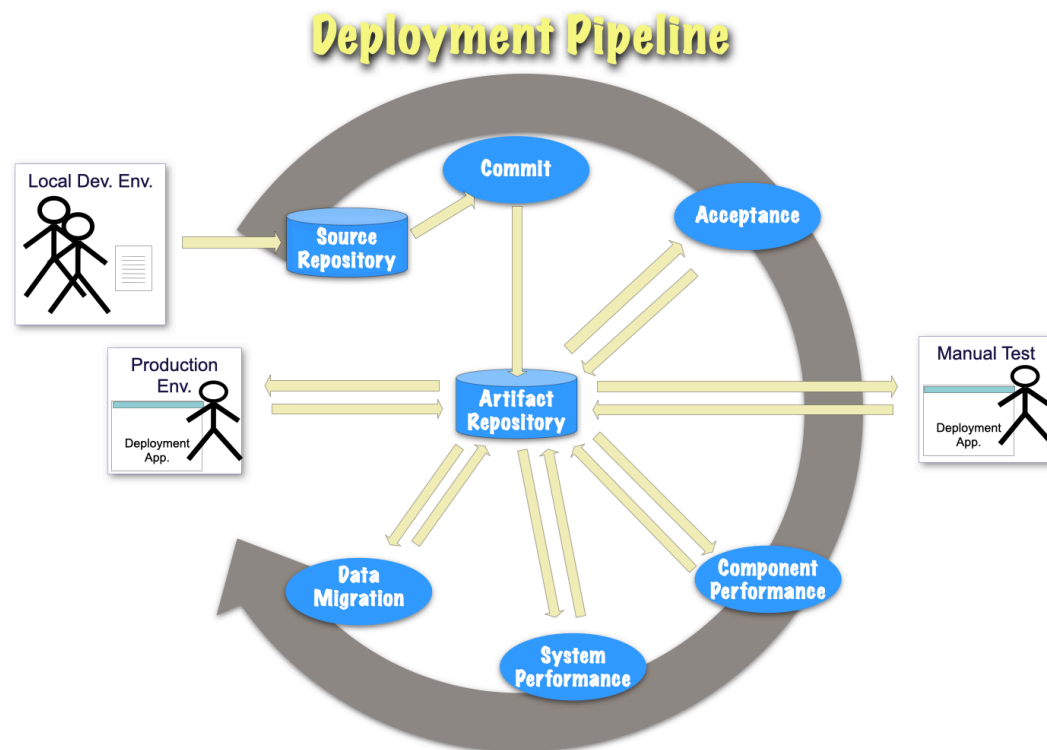 Deployment Pipeline
Local Dev. Env.
Source
Repository
Commit
Acceptance
Production
Env.
Deployment
App.
Artifact
Repository
Manual Test
Deployment
App.
Data
Migration
System
Performance
Component
Performance